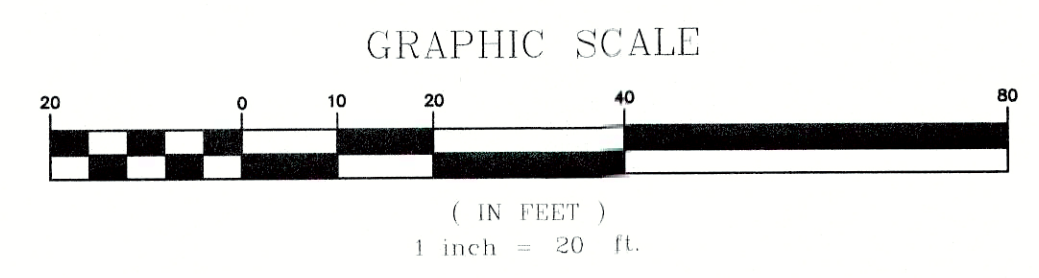 GRAPHIC SCALE
20 0 10 20 40 80
( IN FEET )
1 inch = 20 ft.